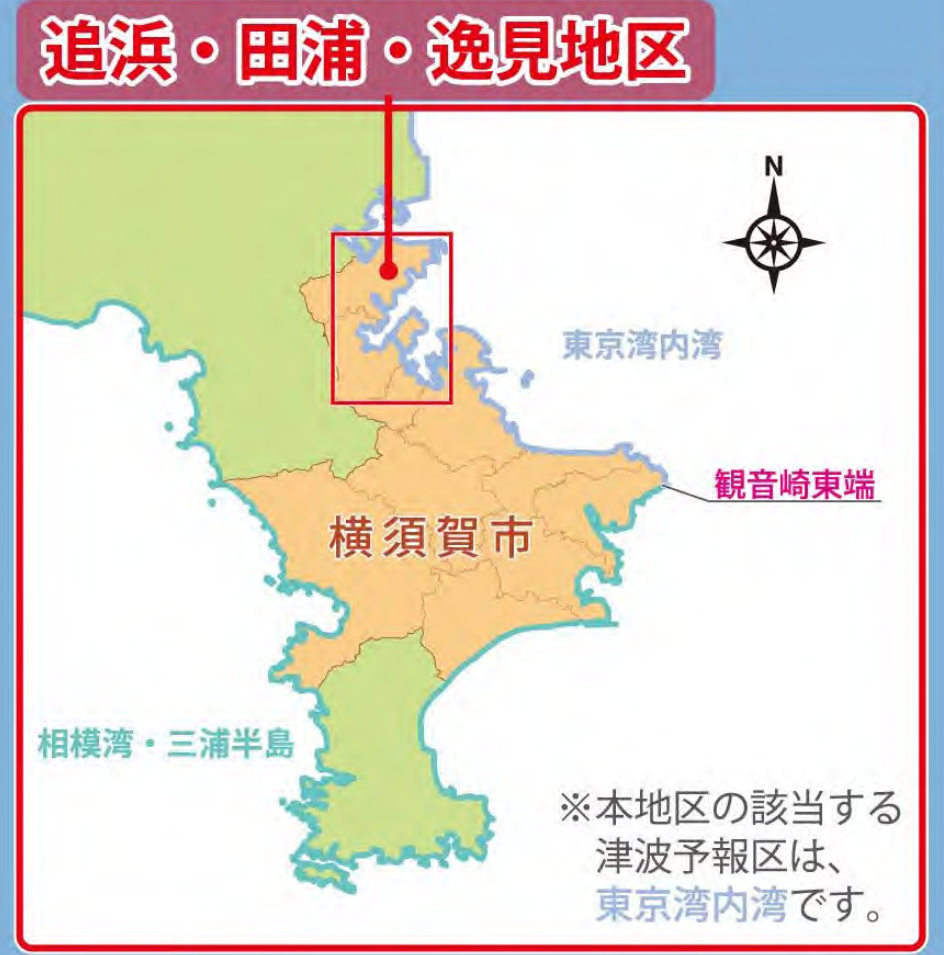 追浜・田浦・逸見地区
N
東京湾内湾
観音崎東端
横須賀市
相模湾・三浦半島
※本地区の該当する
津波予報区は、
東京湾内湾です。